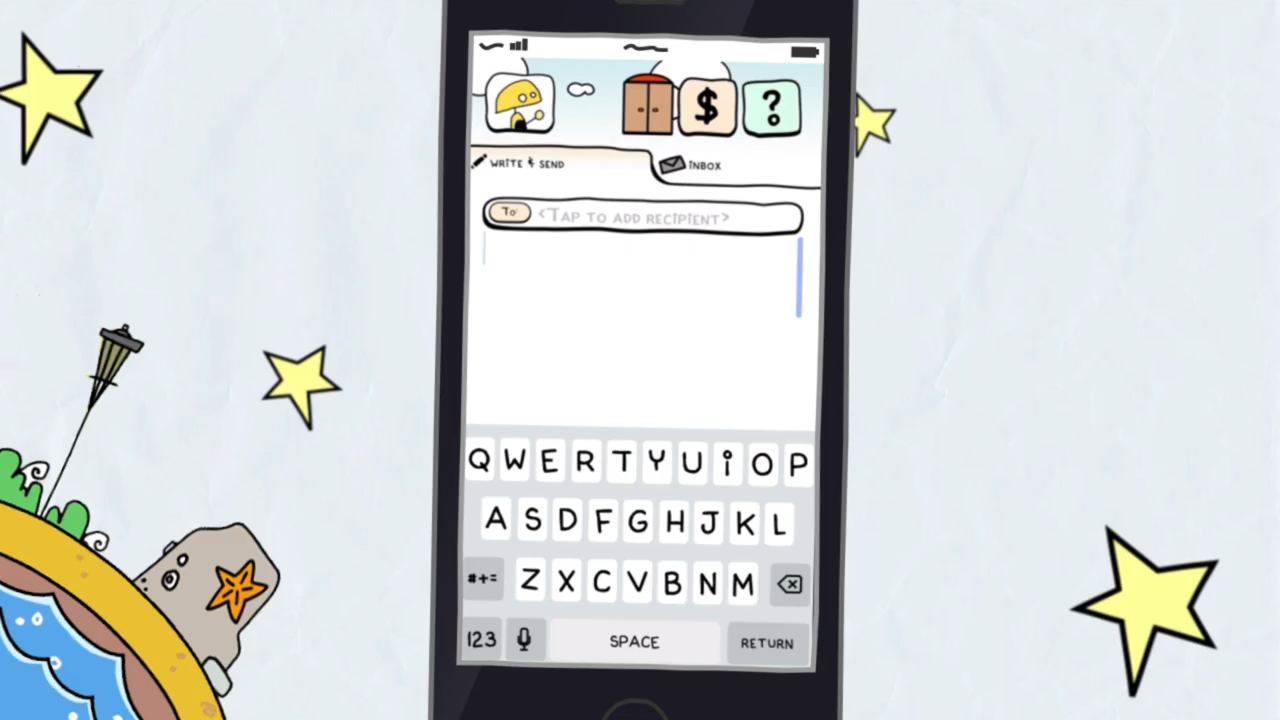 $ ?
WRITE & SEND INBOX
TO <TAP TO ADD RECIPIENT>
Q W E R T Y U I O P
A S D F G H J K L
#+= Z X C V B N M
123 SPACE RETURN